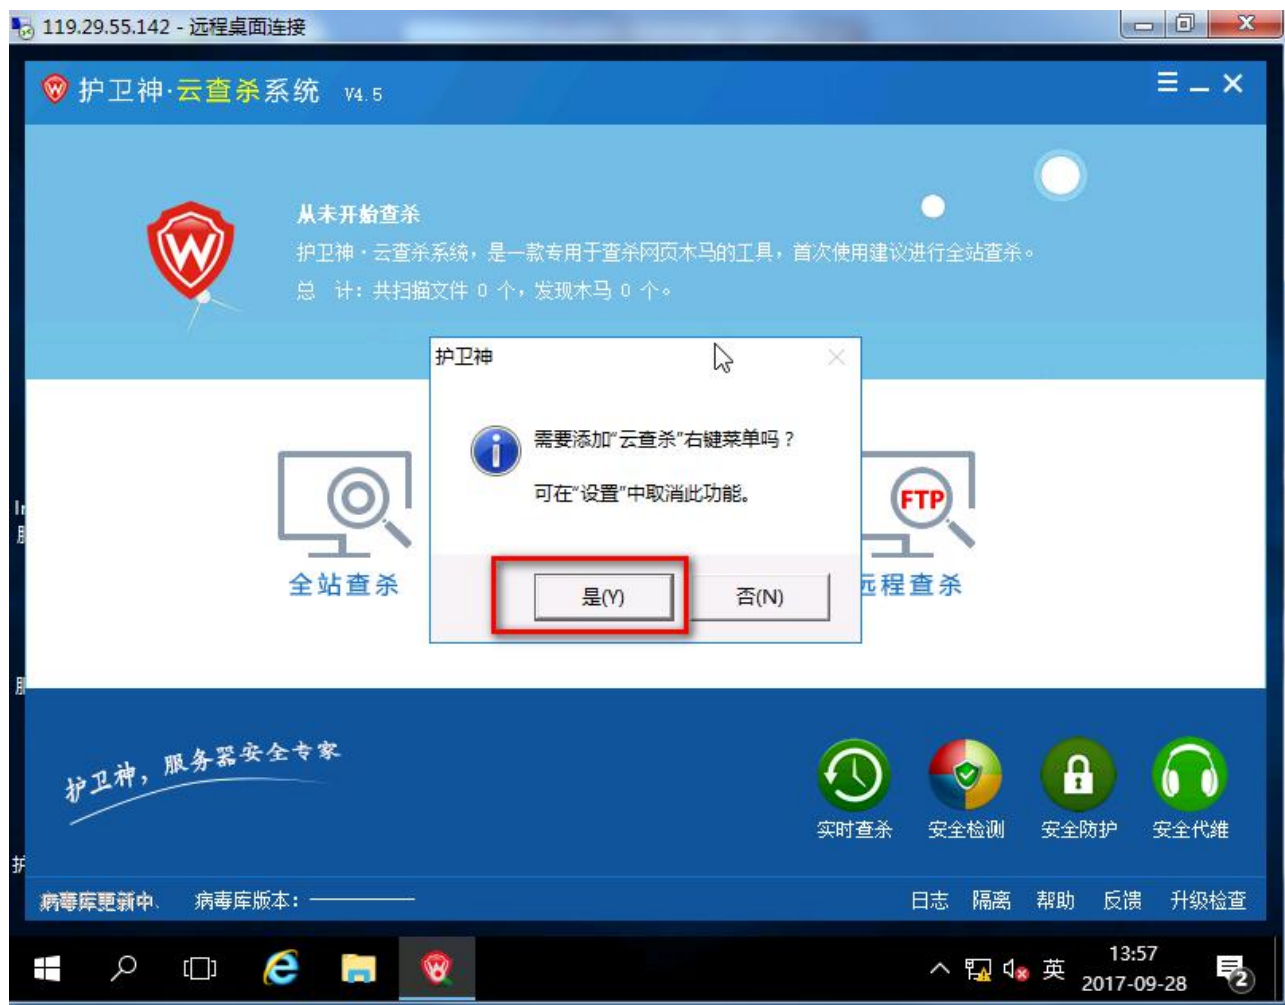 119.29.55.142 - 远程桌面连接
护卫神·云查杀系统 V4.5
从未开始查杀
护卫神·云查杀系统，是一款专用于查杀网页木马的工具，首次使用建议进行全站查杀。
总 计：共扫描文件 0 个，发现木马 0 个。
护卫神
需要添加“云查杀”右键菜单吗？
可在“设置”中取消此功能。
FTP
全站查杀
是(Y)
否(N)
远程查杀
护卫神，服务器安全专家
实时查杀
安全检测
安全防护
安全代维
病毒库更新中、
病毒库版本：
日志 隔离 帮助 反馈 升级检查
英
13:57
2017-09-28
2